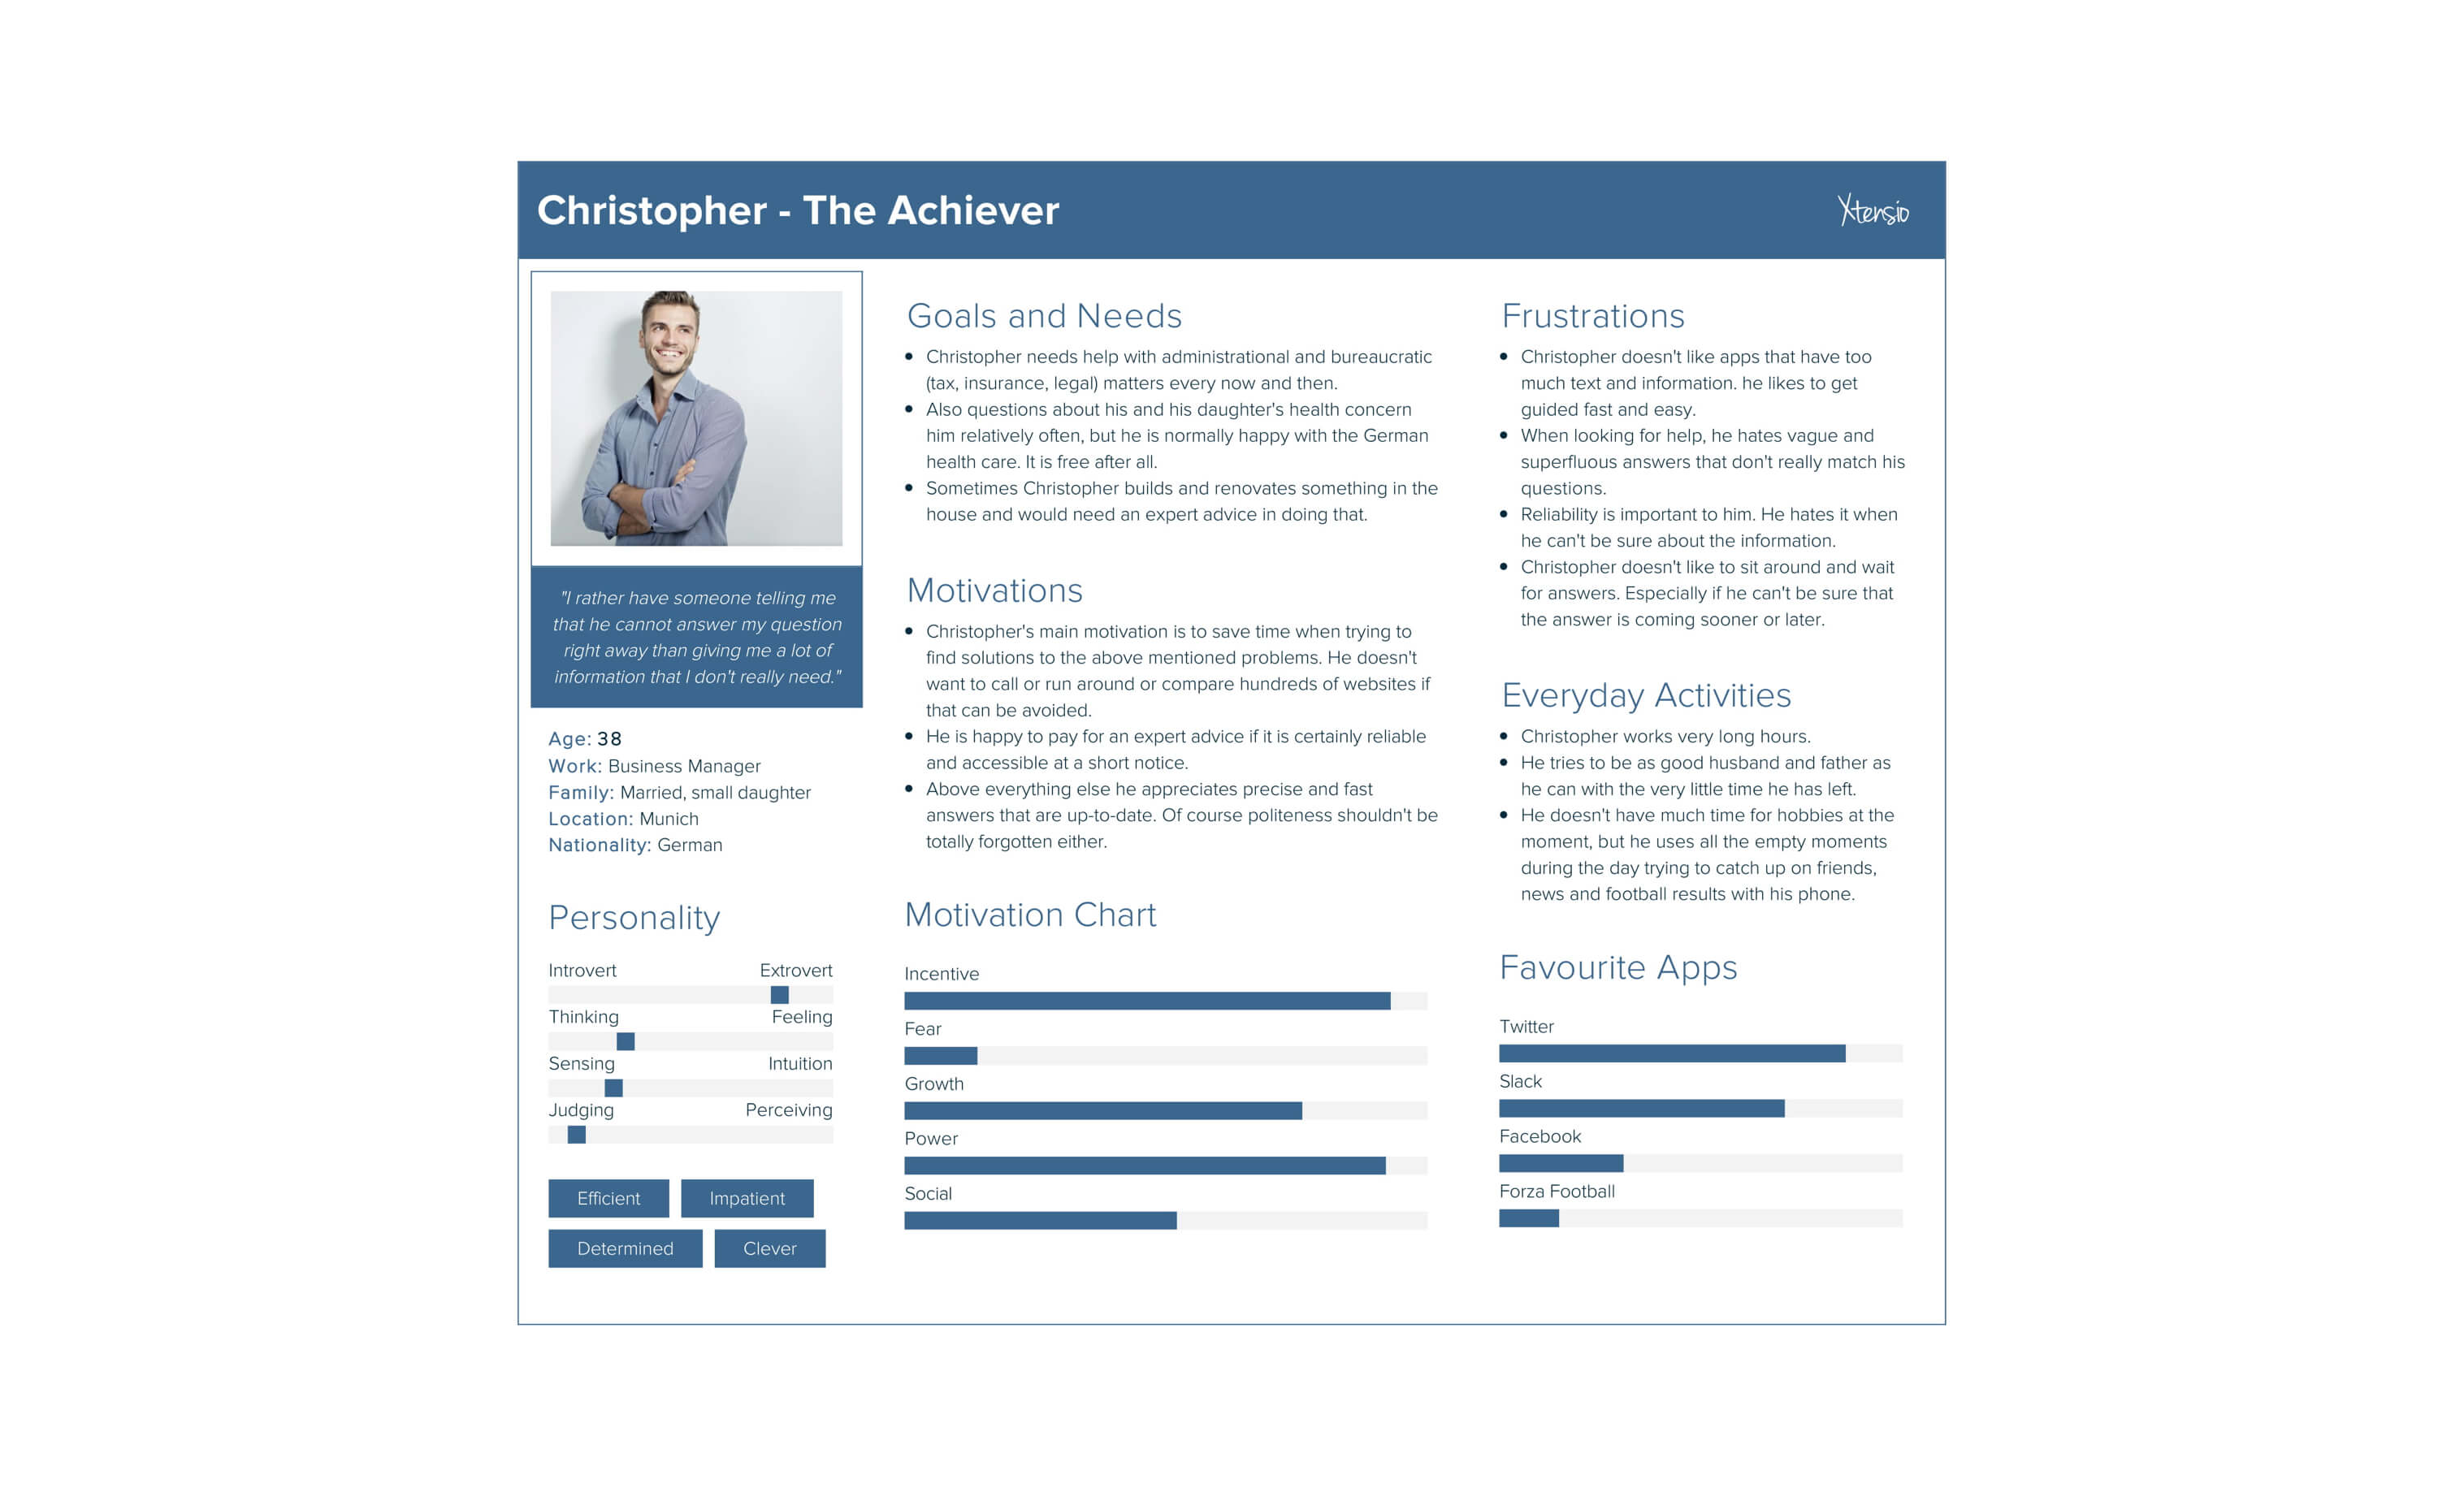 Christopher - The Achiever
Xtensio
"I rather have someone telling me
that he cannot answer my question
right away than giving me a lot of
information that I don't really need."
Age: 38
Work: Business Manager
Family: Married, small daughter
Location: Munich
Nationality: German
Personality
Introvert Extrovert
Thinking Feeling
Sensing Intuition
Judging Perceiving
Efficient Impatient
Determined Clever
Goals and Needs
• Christopher needs help with administrational and bureaucratic
(tax, insurance, legal) matters every now and then.
• Also questions about his and his daughter's health concern
him relatively often, but he is normally happy with the German
health care. It is free after all.
• Sometimes Christopher builds and renovates something in the
house and would need an expert advice in doing that.
Motivations
• Christopher's main motivation is to save time when trying to
find solutions to the above mentioned problems. He doesn't
want to call or run around or compare hundreds of websites if
that can be avoided.
• He is happy to pay for an expert advice if it is certainly reliable
and accessible at a short notice.
• Above everything else he appreciates precise and fast
answers that are up-to-date. Of course politeness shouldn't be
totally forgotten either.
Motivation Chart
Incentive
Fear
Growth
Power
Social
Frustrations
• Christopher doesn't like apps that have too
much text and information. he likes to get
guided fast and easy.
• When looking for help, he hates vague and
superfluous answers that don't really match his
questions.
• Reliability is important to him. He hates it when
he can't be sure about the information.
• Christopher doesn't like to sit around and wait
for answers. Especially if he can't be sure that
the answer is coming sooner or later.
Everyday Activities
• Christopher works very long hours.
• He tries to be as good husband and father as
he can with the very little time he has left.
• He doesn't have much time for hobbies at the
moment, but he uses all the empty moments
during the day trying to catch up on friends,
news and football results with his phone.
Favourite Apps
Twitter
Slack
Facebook
Forza Football